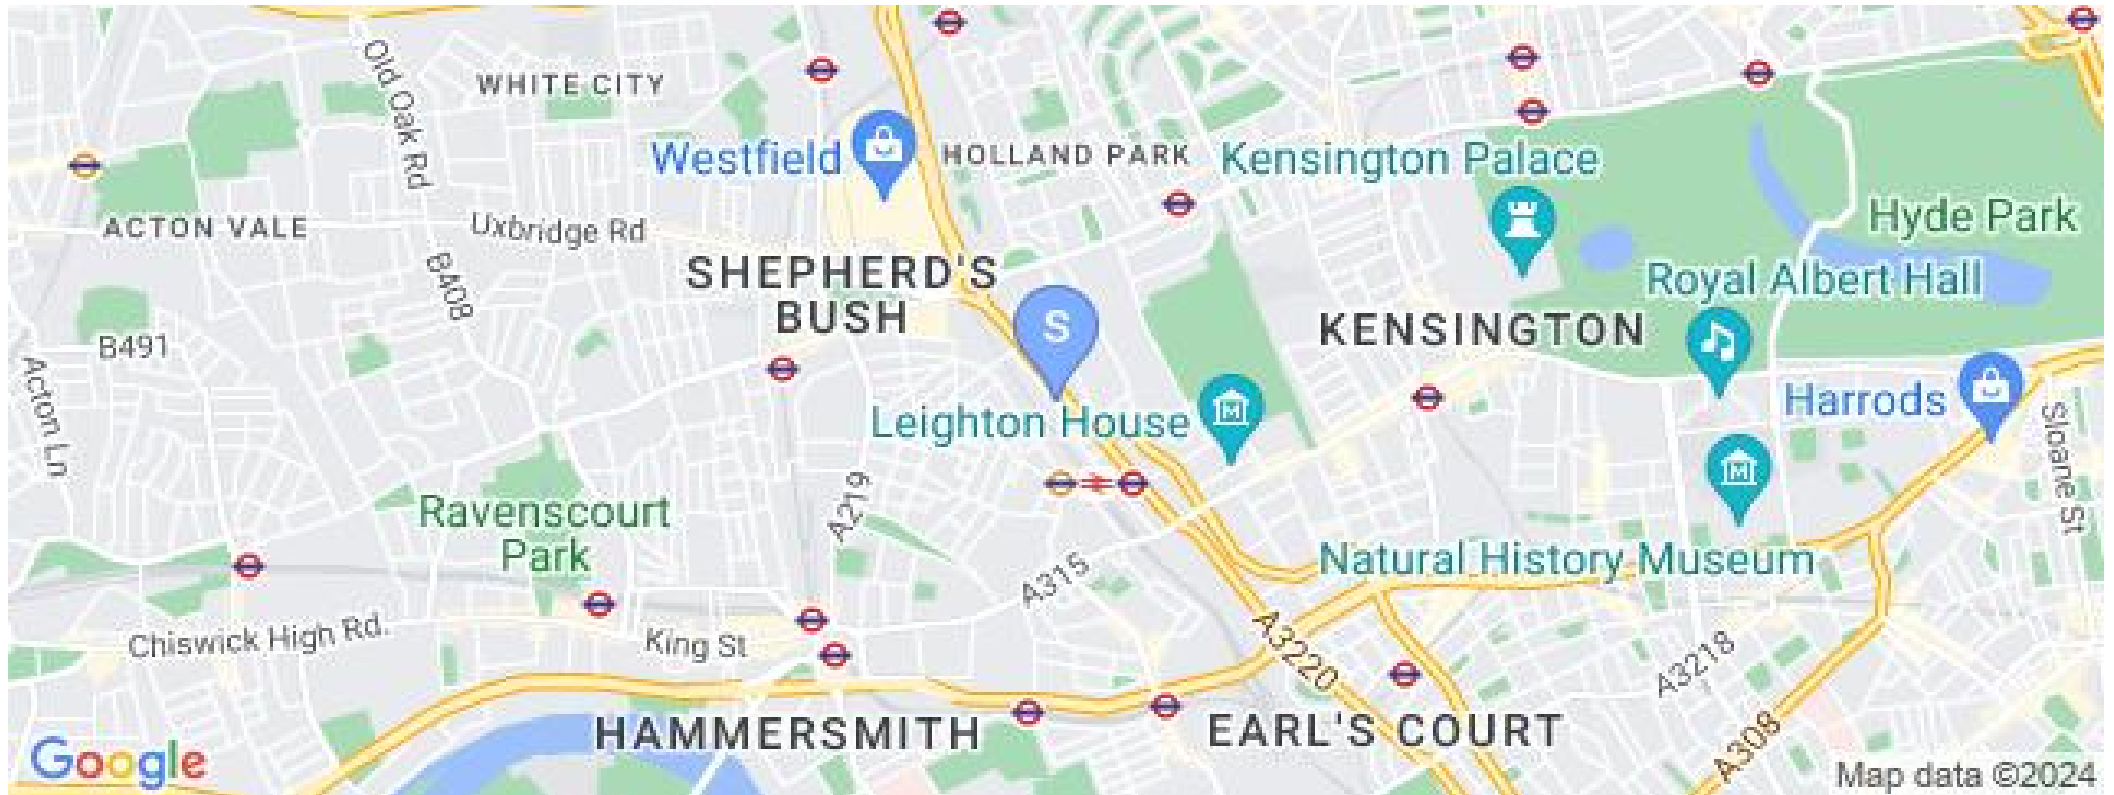 Old Oak Rd
WHITE CITY
Westfield
HOLLAND PARK
Kensington Palace
ACTON VALE
Uxbridge Rd
Hyde Park
B408
SHEPHERD'S
BUSH
Royal Albert Hall
S
KENSINGTON
B491
Acton Ln
Leighton House
Harrods
Sloane St
M
M
A219
Ravenscourt
Park
A315
Natural History Museum
Chiswick High Rd.
King St
A3220
A3218
HAMMERSMITH
EARL'S COURT
A308
Google
Map data ©2024